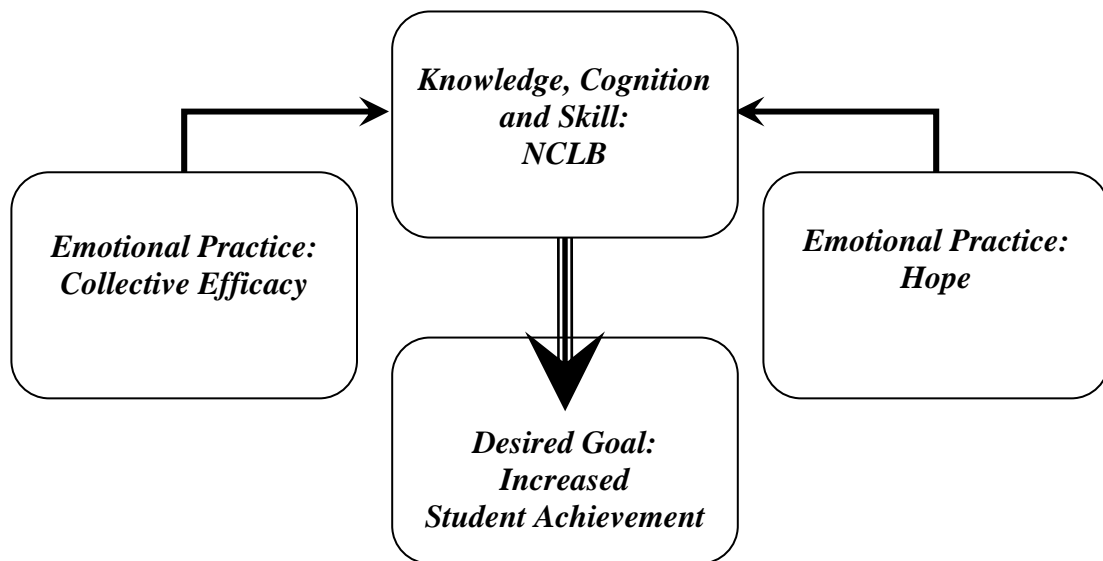 Knowledge, Cognition
and Skill:
NCLB
Emotional Practice:
Collective Efficacy
Emotional Practice:
Hope
Desired Goal:
Increased
Student Achievement